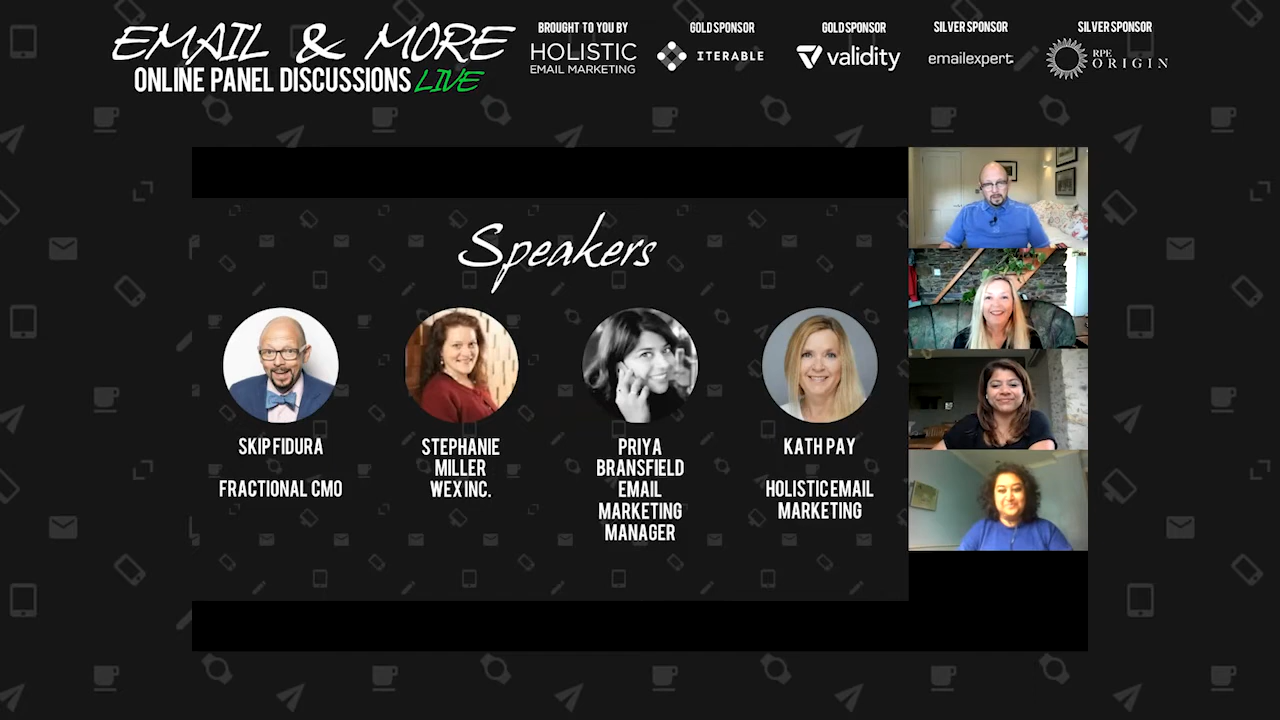 EMAIL & MORE
ONLINE PANEL DISCUSSIONS LIVE
BROUGHT TO YOU BY
HOLISTIC
EMAIL MARKETING
GOLD SPONSOR
ITERABLE
GOLD SPONSOR
validity
SILVER SPONSOR
emailexpert
SILVER SPONSOR
RPE
ORIGIN
Speakers
SKIP FIDURA
FRACTIONAL CMO
STEPHANIE
MILLER
WEX INC.
PRIYA
BRANSFIELD
EMAIL
MARKETING
MANAGER
KATH PAY
HOLISTIC EMAIL
MARKETING